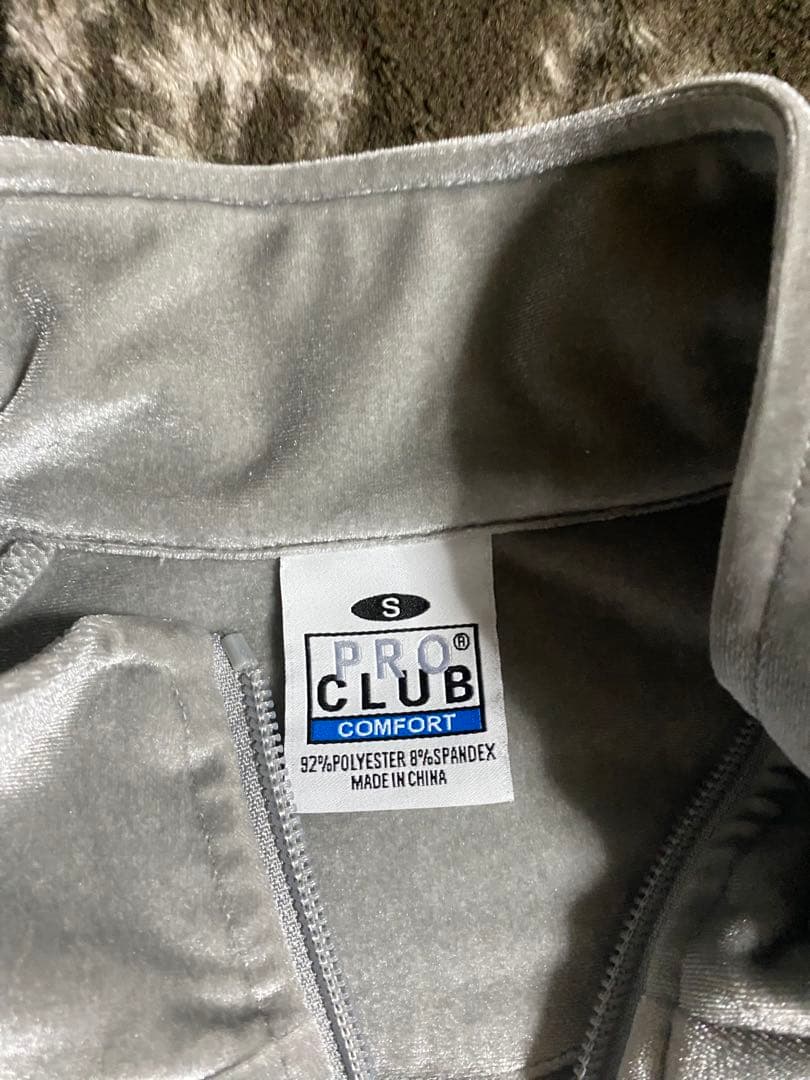 S
PRO®
CLUB
COMFORT
92%POLYESTER 8%SPANDEX
MADE IN CHINA